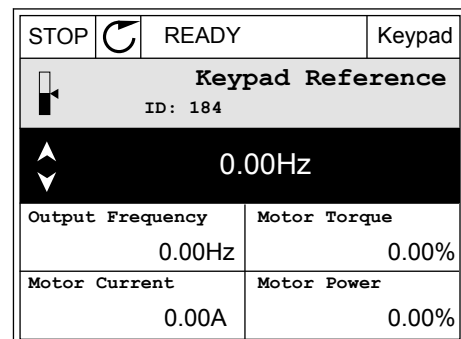 STOP READY Keypad
Keypad Reference
ID: 184
0.00Hz
Output Frequency Motor Torque
0.00Hz 0.00%
Motor Current Motor Power
0.00A 0.00%